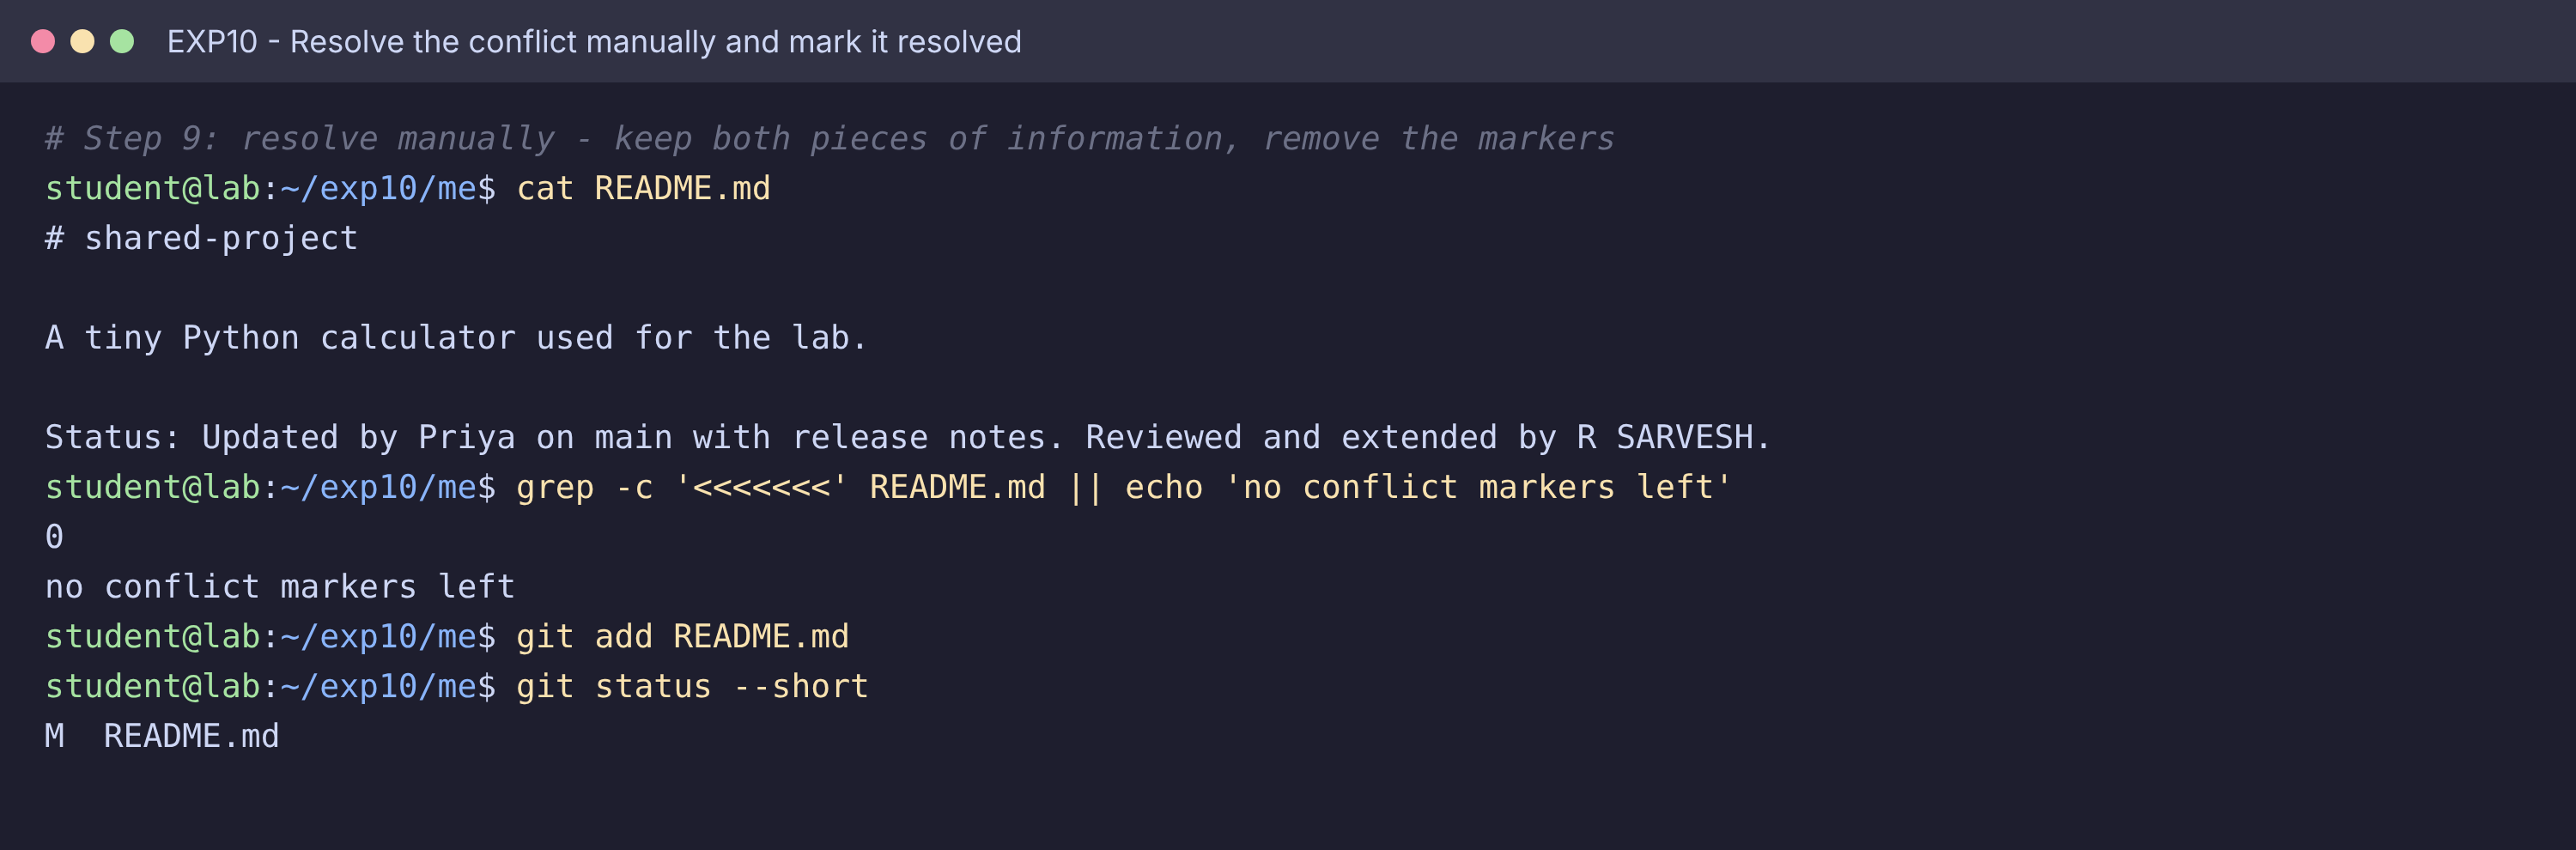 EXP10 - Resolve the conflict manually and mark it resolved
# Step 9: resolve manually - keep both pieces of information, remove the markers
student@lab:~/exp10/me$ cat README.md
# shared-project
A tiny Python calculator used for the lab.
Status: Updated by Priya on main with release notes. Reviewed and extended by R SARVESH.
student@lab:~/exp10/me$ grep -c '<<<<<<<' README.md || echo 'no conflict markers left'
0
no conflict markers left
student@lab:~/exp10/me$ git add README.md
student@lab:~/exp10/me$ git status --short
M  README.md